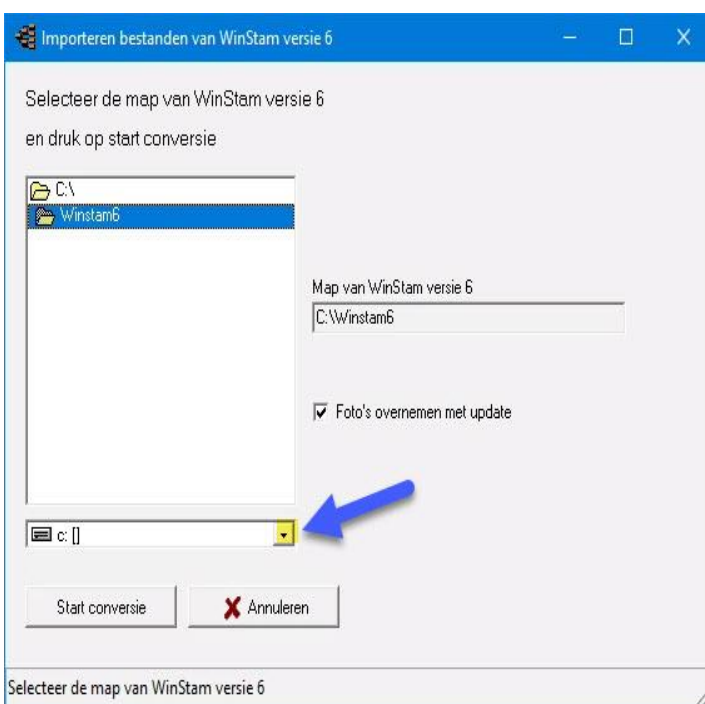 Importeren bestanden van WinStam versie 6
Selecteer de map van WinStam versie 6
en druk op start conversie
C:\
Winstam6
Map van WinStam versie 6
C:\Winstam6
Foto's overnemen met update
c: []
Start conversie
Annuleren
Selecteer de map van WinStam versie 6